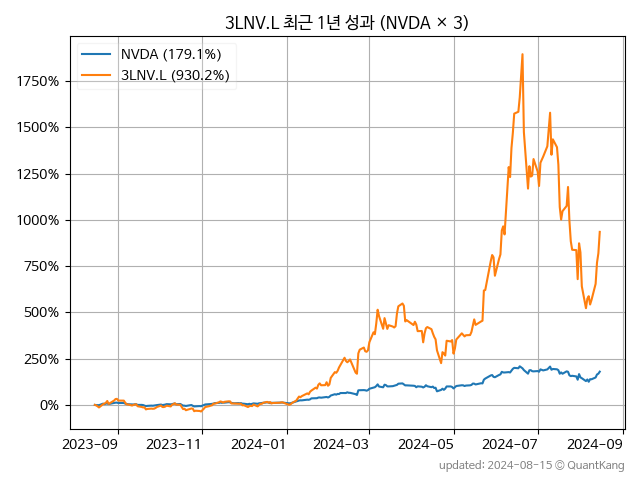 3LNV.L 최근 1년 성과 (NVDA × 3)
NVDA (179.1%)
3LNV.L (930.2%)
1750%
1500%
1250%
1000%
750%
500%
250%
0%
2023-09 2023-11 2024-01 2024-03 2024-05 2024-07 2024-09
updated: 2024-08-15 © QuantKang